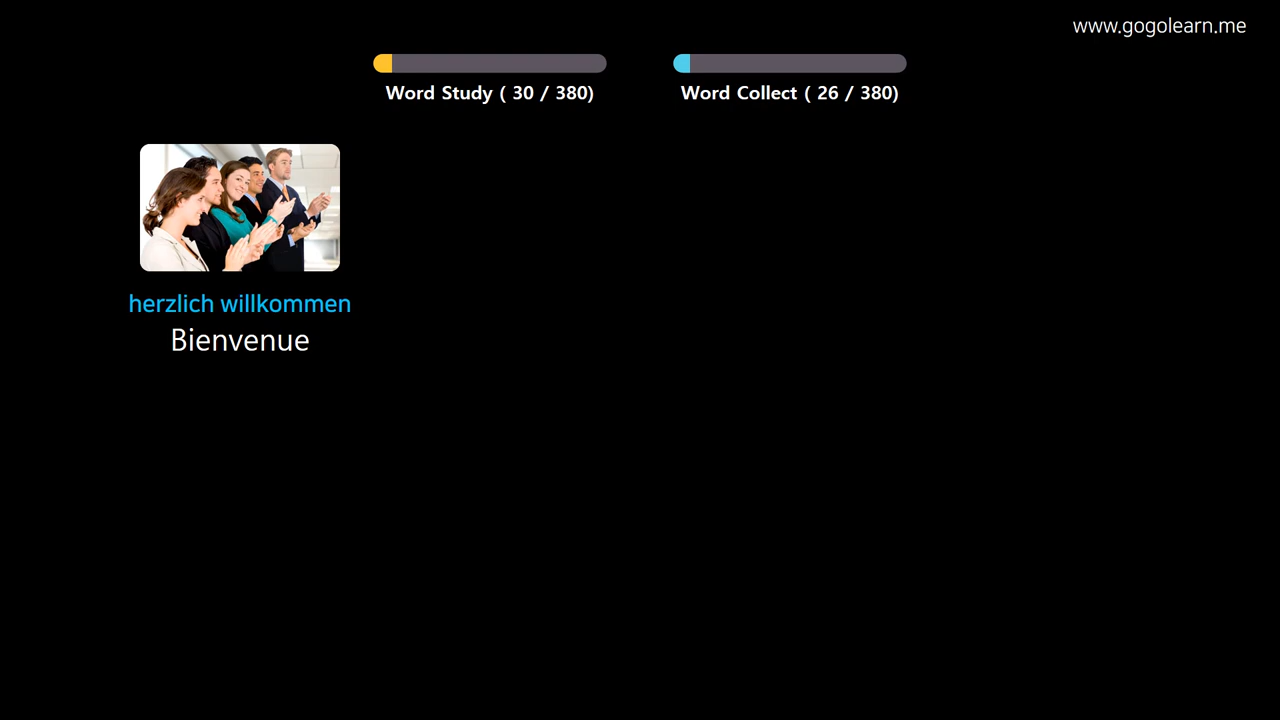 www.gogolearn.me
Word Study ( 30 / 380)
Word Collect ( 26 / 380)
herzlich willkommen
Bienvenue